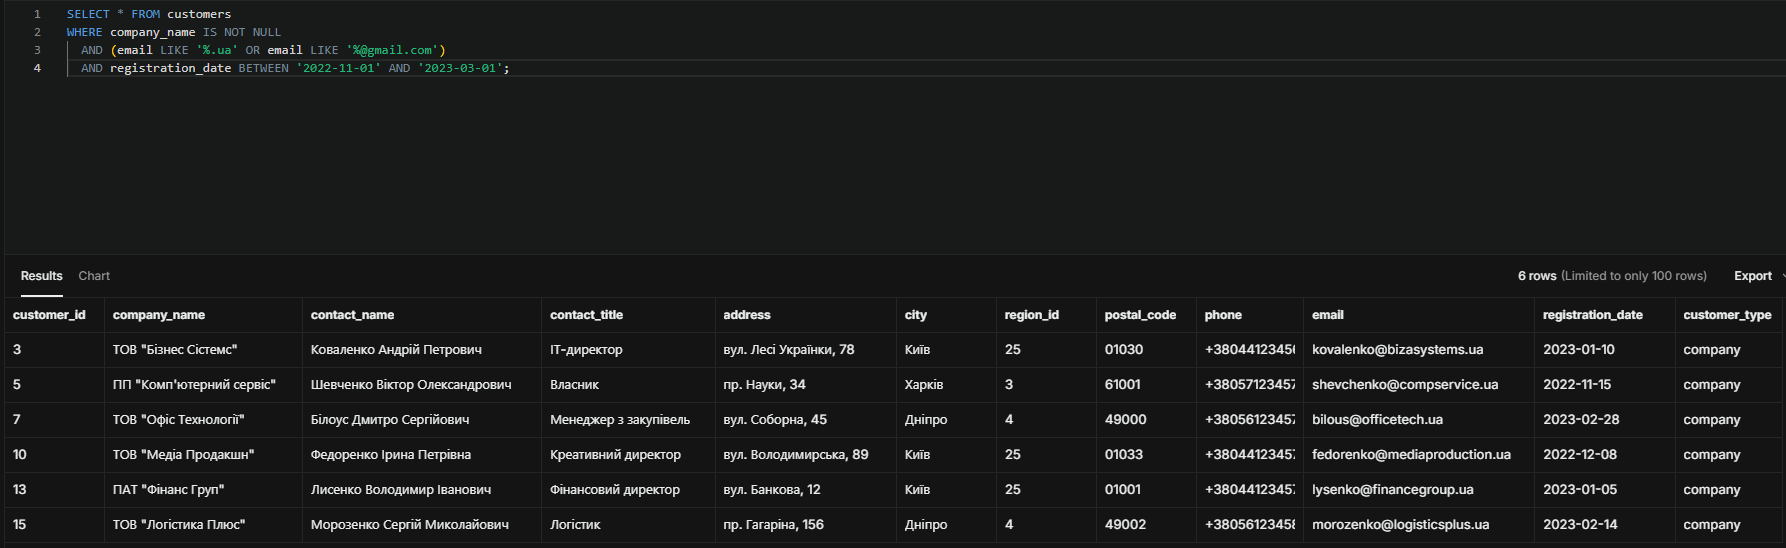 1 SELECT * FROM customers
2 WHERE company_name IS NOT NULL
3 AND (email LIKE '%.ua' OR email LIKE '%@gmail.com')
4 AND registration_date BETWEEN '2022-11-01' AND '2023-03-01';
Results Chart 6 rows (Limited to only 100 rows) Export
customer_id company_name contact_name contact_title address city region_id postal_code phone email registration_date customer_type
3 ТОВ "Бізнес Сістемс" Коваленко Андрій Петрович ІТ-директор вул. Лесі Українки, 78 Київ 25 01030 +38044123456 kovalenko@bizasystems.ua 2023-01-10 company
5 ПП "Комп'ютерний сервіс" Шевченко Віктор Олександрович Власник пр. Науки, 34 Харків 3 61001 +38057123457 shevchenko@compservice.ua 2022-11-15 company
7 ТОВ "Офіс Технології" Білоус Дмитро Сергійович Менеджер з закупівель вул. Соборна, 45 Дніпро 4 49000 +38056123457 bilous@officetech.ua 2023-02-28 company
10 ТОВ "Медіа Продакшн" Федоренко Ірина Петрівна Креативний директор вул. Володимирська, 89 Київ 25 01033 +38044123457 fedorenko@mediaproduction.ua 2022-12-08 company
13 ПАТ "Фінанс Груп" Лисенко Володимир Іванович Фінансовий директор вул. Банкова, 12 Київ 25 01001 +38044123457 lysenko@financegroup.ua 2023-01-05 company
15 ТОВ "Логістика Плюс" Морозенко Сергій Миколайович Логістик пр. Гагаріна, 156 Дніпро 4 49002 +38056123458 morozenko@logisticsplus.ua 2023-02-14 company